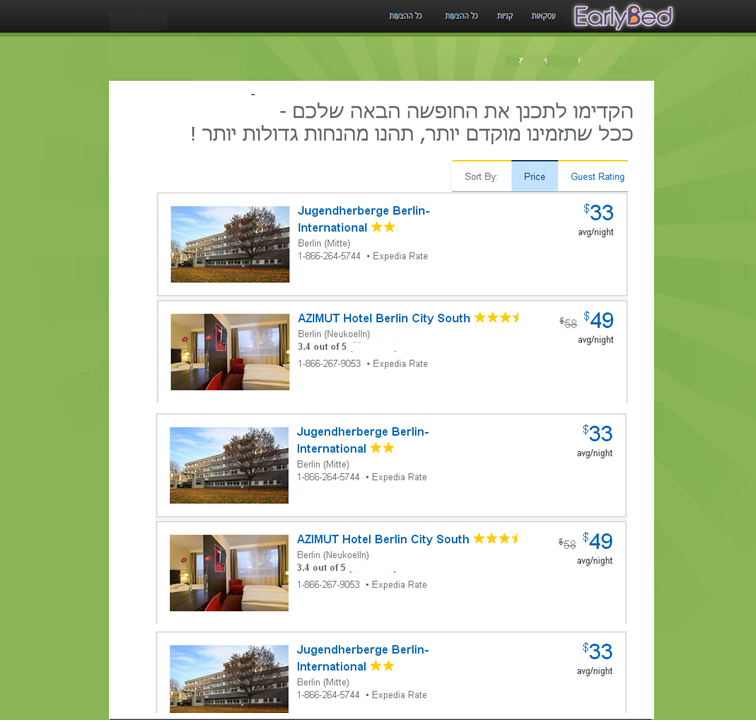 עסקאות קניות כל ההצעות כל ההצעות
EarlyBed
הקדימו לתכנן את החופשה הבאה שלכם -
ככל שתזמינו מוקדם יותר, תהנו מהנחות גדולות יותר !
Sort By: Price Guest Rating
Jugendherberge Berlin-
International
$33
avg/night
Berlin (Mitte)
1-866-264-5744 • Expedia Rate
AZIMUT Hotel Berlin City South
$58 $49
avg/night
Berlin (Neukoelln)
3.4 out of 5
1-866-267-9053 • Expedia Rate
Jugendherberge Berlin-
International
$33
avg/night
Berlin (Mitte)
1-866-264-5744 • Expedia Rate
AZIMUT Hotel Berlin City South
$58 $49
avg/night
Berlin (Neukoelln)
3.4 out of 5
1-866-267-9053 • Expedia Rate
Jugendherberge Berlin-
International
$33
avg/night
Berlin (Mitte)
1-866-264-5744 • Expedia Rate